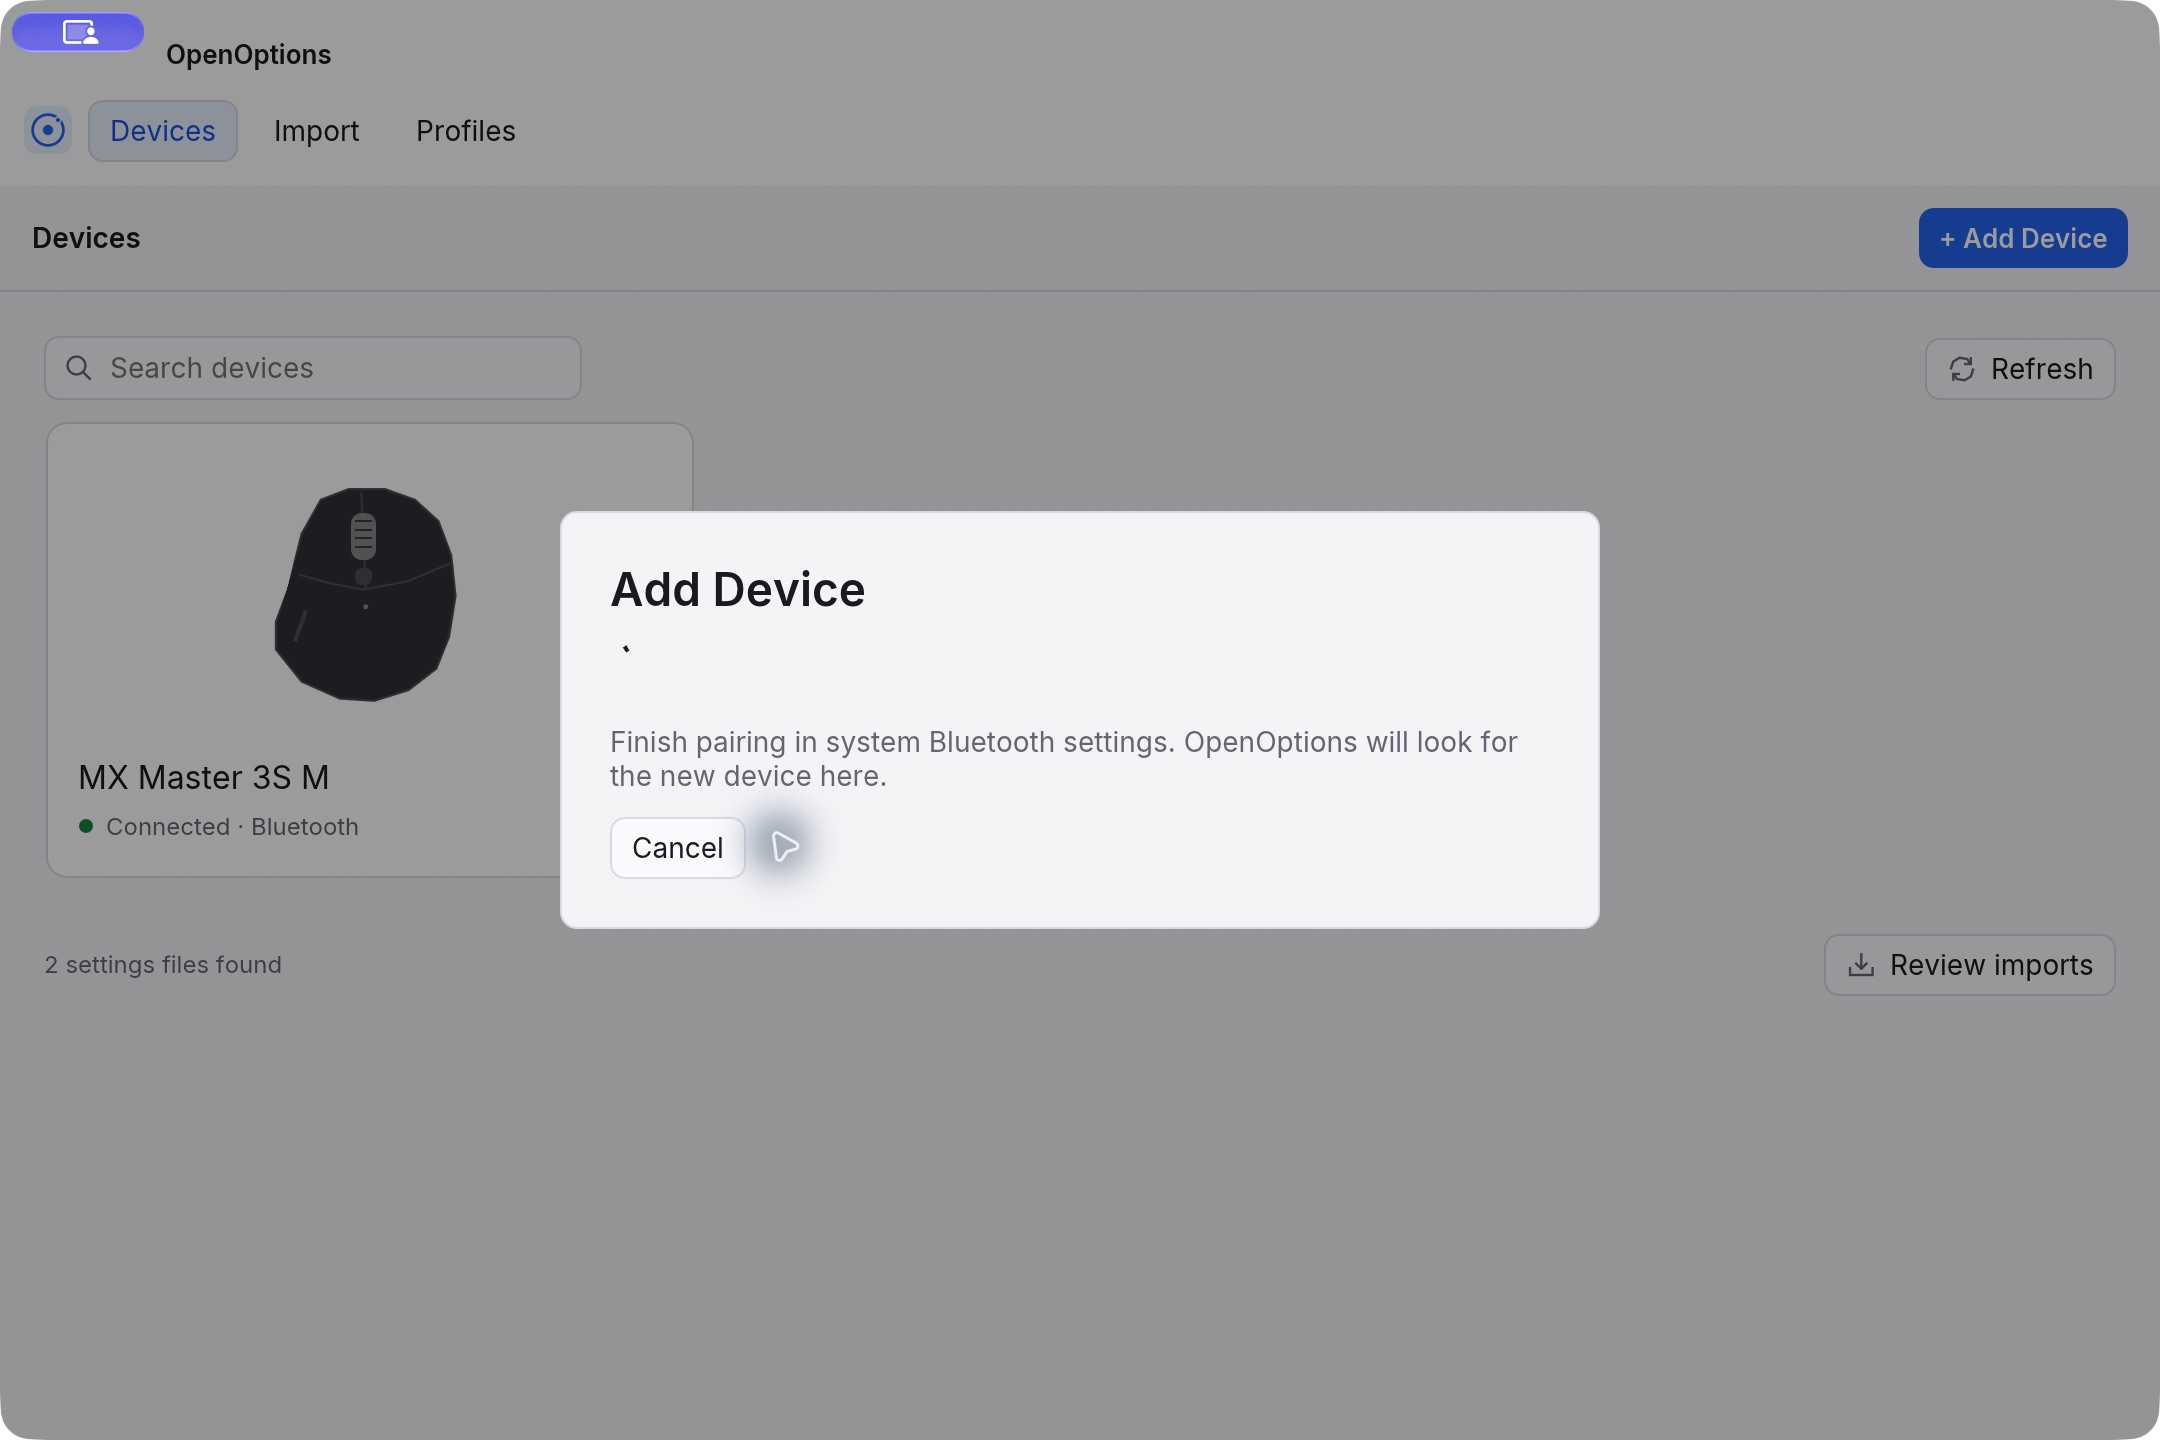 OpenOptions
Devices
Import
Profiles
Devices
+ Add Device
Search devices
Refresh
Add Device
Finish pairing in system Bluetooth settings. OpenOptions will look for
the new device here.
Cancel
MX Master 3S M
Connected · Bluetooth
2 settings files found
Review imports